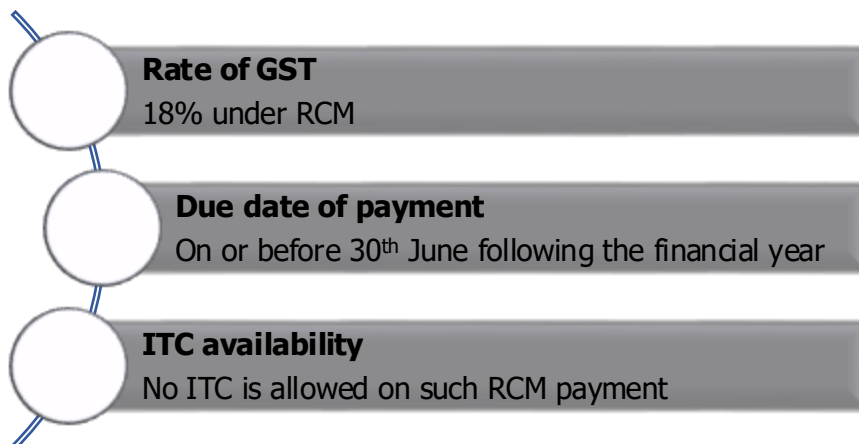 Rate of GST
18% under RCM
Due date of payment
On or before 30th June following the financial year
ITC availability
No ITC is allowed on such RCM payment